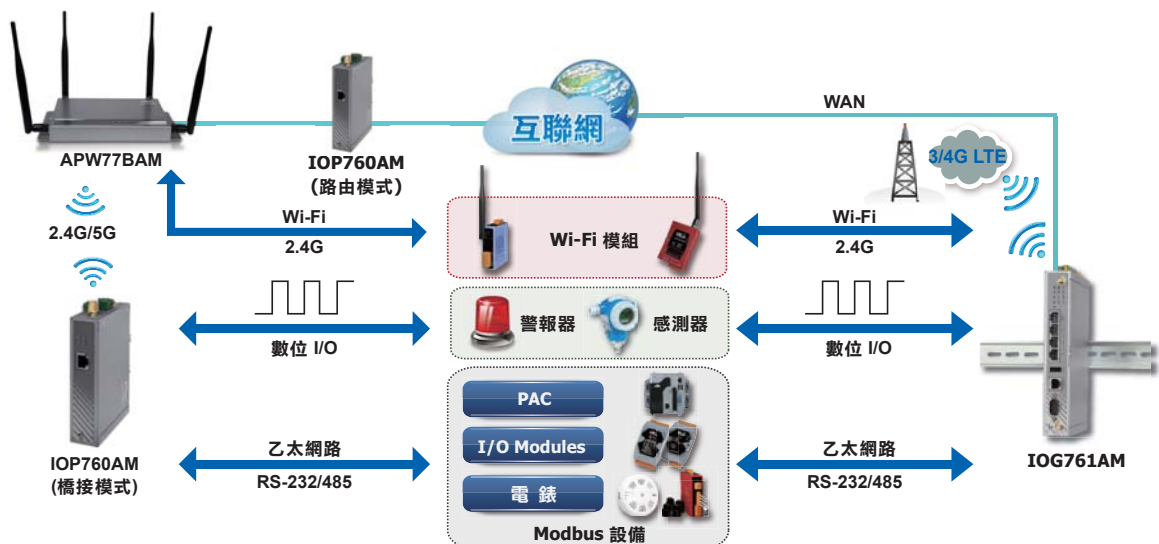 APW77BAM
IOP760AM
(路由模式)
互聯網
WAN
3/4G LTE
2.4G/5G
Wi-Fi
2.4G
Wi-Fi 模組
Wi-Fi
2.4G
數位 I/O
警報器
感測器
數位 I/O
IOP760AM
(橋接模式)
乙太網路
RS-232/485
PAC
I/O Modules
電 錶
Modbus 設備
乙太網路
RS-232/485
IOG761AM